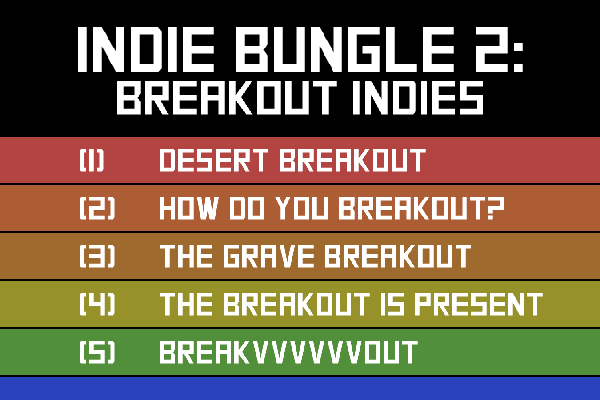 INDIE BUNGLE 2:
BREAKOUT INDIES
(1) DESERT BREAKOUT
(2) HOW DO YOU BREAKOUT?
(3) THE GRAVE BREAKOUT
(4) THE BREAKOUT IS PRESENT
(5) BREAKVVVVVVOUT